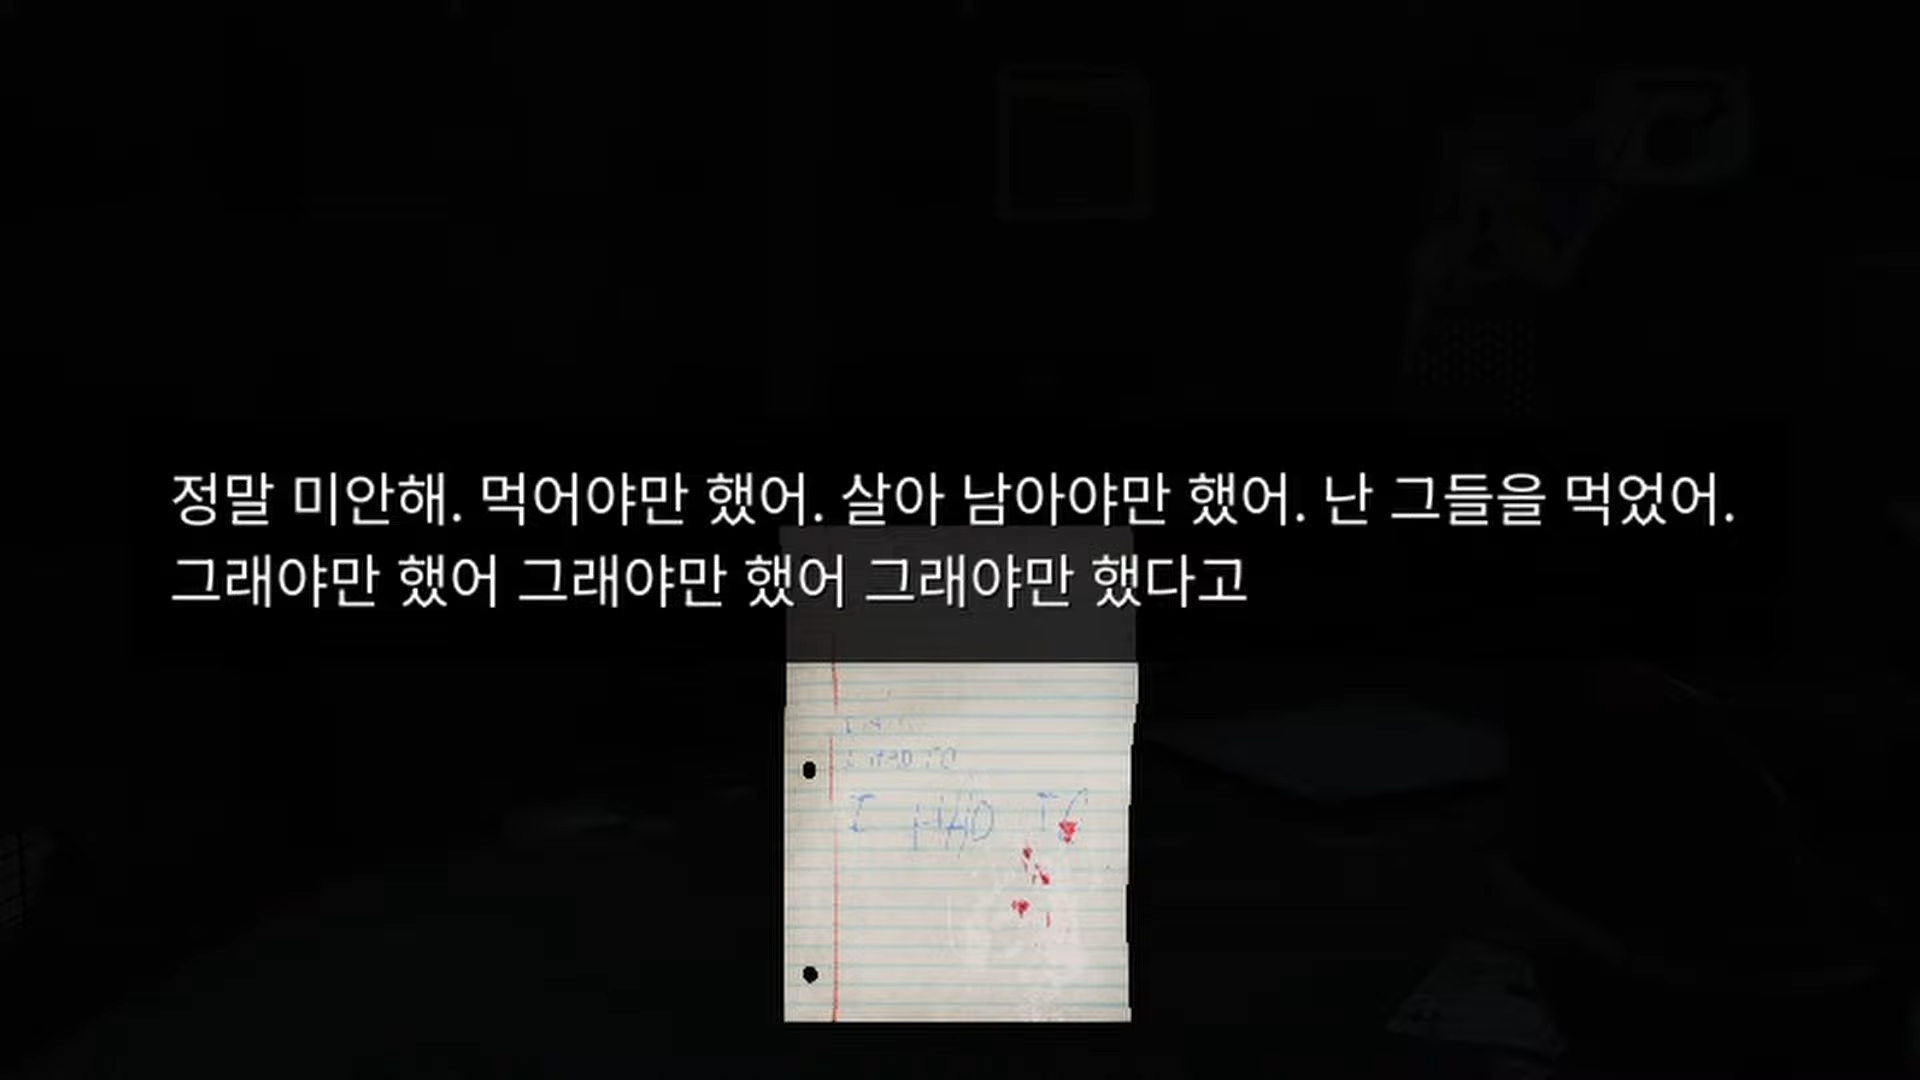 정말 미안해. 먹어야만 했어. 살아 남아야만 했어. 난 그들을 먹었어.
그래야만 했어 그래야만 했어 그래야만 했다고
I HAD TO
I HAD TO